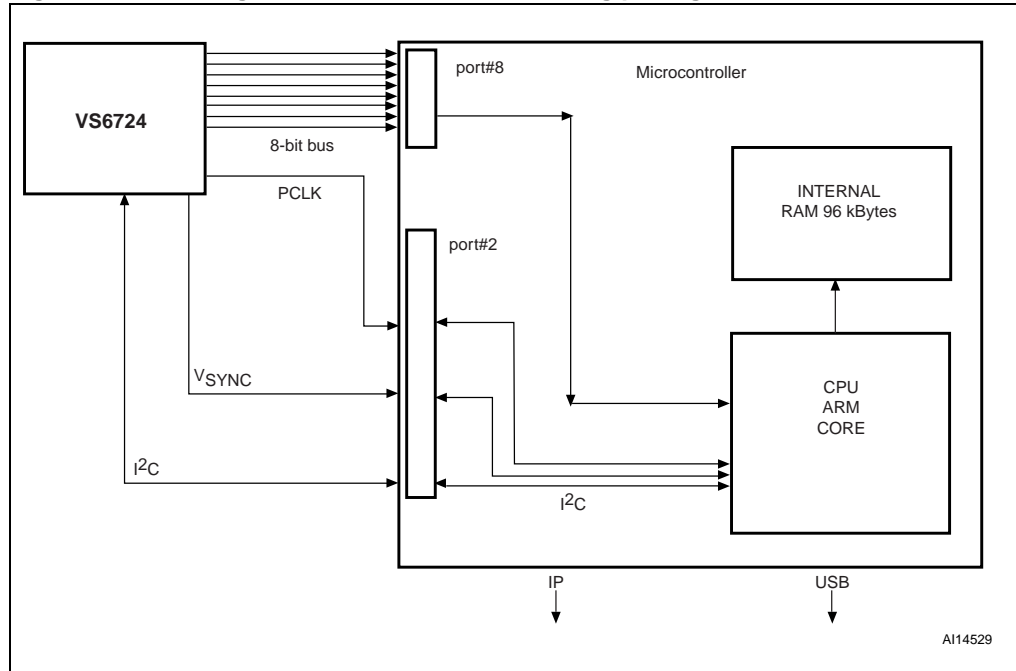 port#8
Microcontroller
VS6724
8-bit bus
PCLK
INTERNAL
RAM 96 kBytes
port#2
VSYNC
CPU
ARM
CORE
I2C
I2C
IP
USB
AI14529